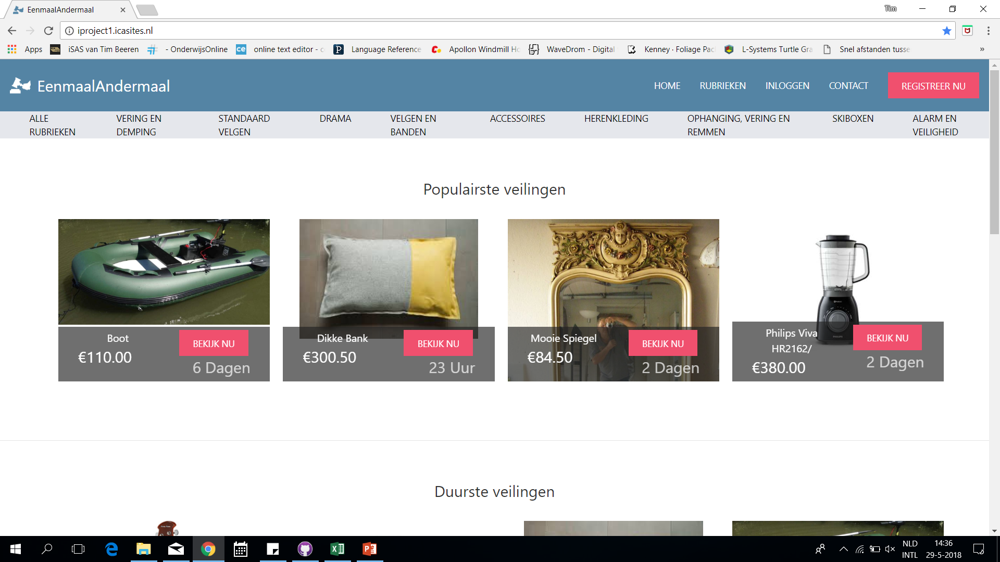 EenmaalAndermaal
Tim
iproject1.icasites.nl
Apps iSAS van Tim Beeren - OnderwijsOnline online text editor - Language Reference Apollon Windmill WaveDrom - Digital Kenney · Foliage L-Systems Turtle Snel afstanden »
EenmaalAndermaal
HOME RUBRIEKEN INLOGGEN CONTACT REGISTREER NU
ALLE RUBRIEKEN
VERING EN DEMPING
STANDAARD VELGEN
DRAMA
VELGEN EN BANDEN
ACCESSOIRES
HERENKLEDING
OPHANGING, VERING EN REMMEN
SKIBOXEN
ALARM EN VEILIGHEID
Populairste veilingen
Boot
BEKIJK NU
€110.00
6 Dagen
Dikke Bank
BEKIJK NU
€300.50
23 Uur
Mooie Spiegel
BEKIJK NU
€84.50
2 Dagen
Philips Viva
HR2162/
BEKIJK NU
€380.00
2 Dagen
Duurste veilingen
NLD
INTL
14:36
29-5-2018